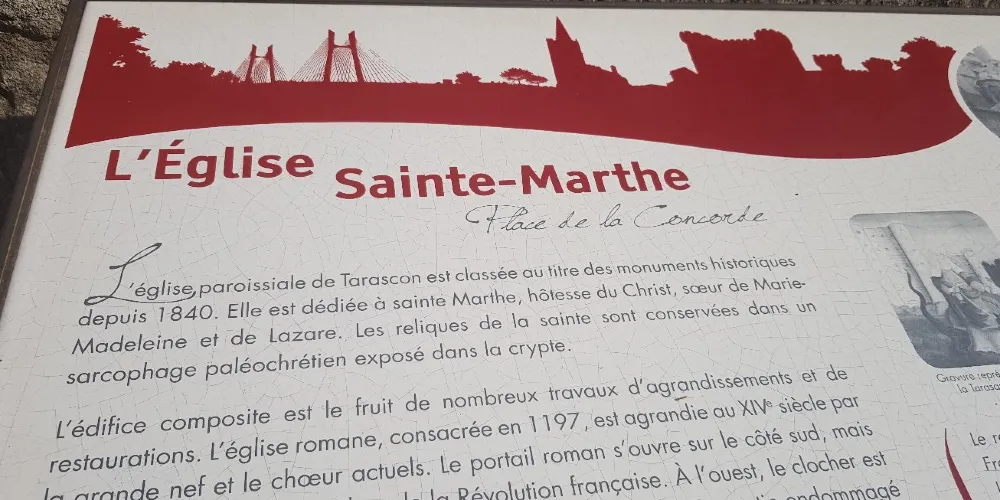 L'Église Sainte-Marthe
Place de la Concorde
L'église, paroissiale de Tarascon est classée au titre des monuments historiques
depuis 1840. Elle est dédiée à sainte Marthe, hôtesse du Christ, sœur de Marie-
Madeleine et de Lazare. Les reliques de la sainte sont conservées dans un
sarcophage paléochrétien exposé dans la crypte.
L'édifice composite est le fruit de nombreux travaux d'agrandissements et de
restaurations. L'église romane, consacrée en 1197, est agrandie au XIVe siècle par
la grande nef et le chœur actuels. Le portail roman s'ouvre sur le côté sud, mais
la Révolution française. À l'ouest, le clocher est
endommagé
Gravure
la
Le